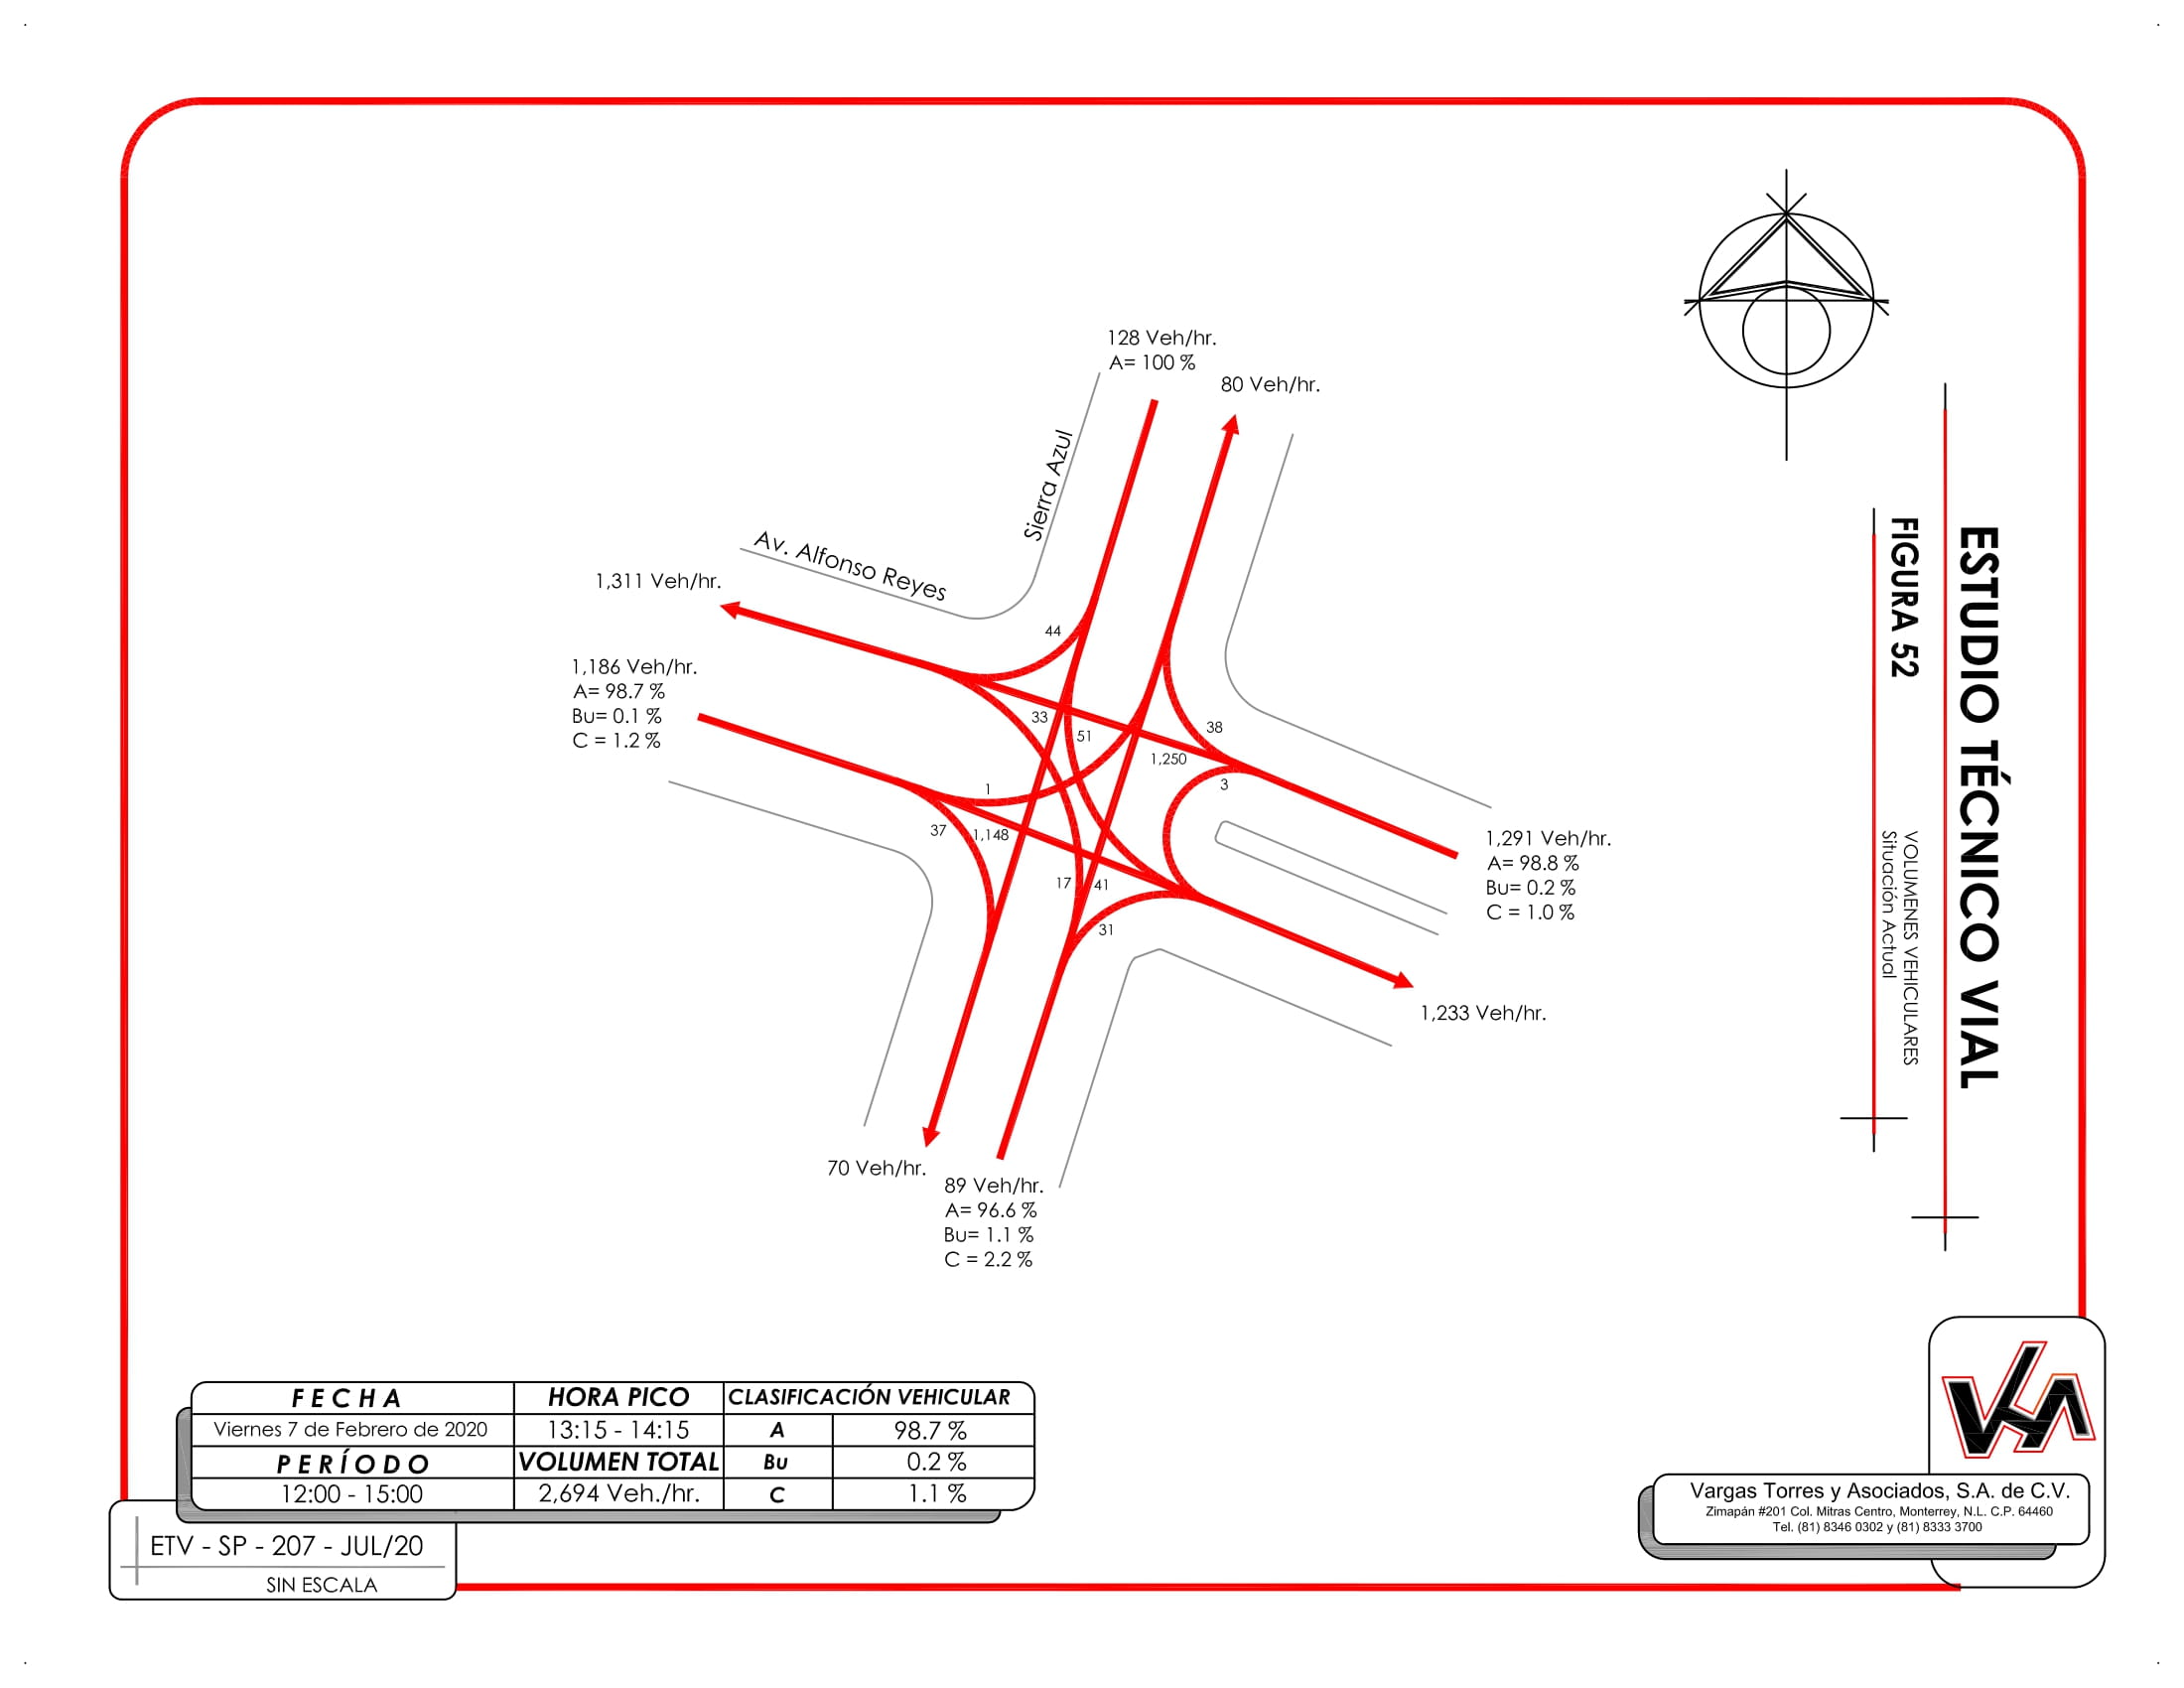 128 Veh/hr.
A= 100 %
80 Veh/hr.
Sierra Azul
Av. Alfonso Reyes
1,311 Veh/hr.
1,186 Veh/hr.
A= 98.7 %
Bu= 0.1 %
C = 1.2 %
44
33
51
38
1,250
3
1
37
1,148
17
41
31
1,291 Veh/hr.
A= 98.8 %
Bu= 0.2 %
C = 1.0 %
1,233 Veh/hr.
70 Veh/hr.
89 Veh/hr.
A= 96.6 %
Bu= 1.1 %
C = 2.2 %
ESTUDIO TÉCNICO VIAL
FIGURA 52
VOLUMENES VEHICULARES
Situación Actual
FECHA
HORA PICO
CLASIFICACIÓN VEHICULAR
Viernes 7 de Febrero de 2020
13:15 - 14:15
A
98.7 %
PERÍODO
VOLUMEN TOTAL
Bu
0.2 %
12:00 - 15:00
2,694 Veh./hr.
C
1.1 %
ETV - SP - 207 - JUL/20
SIN ESCALA
Vargas Torres y Asociados, S.A. de C.V.
Zimapán #201 Col. Mitras Centro, Monterrey, N.L. C.P. 64460
Tel. (81) 8346 0302 y (81) 8333 3700